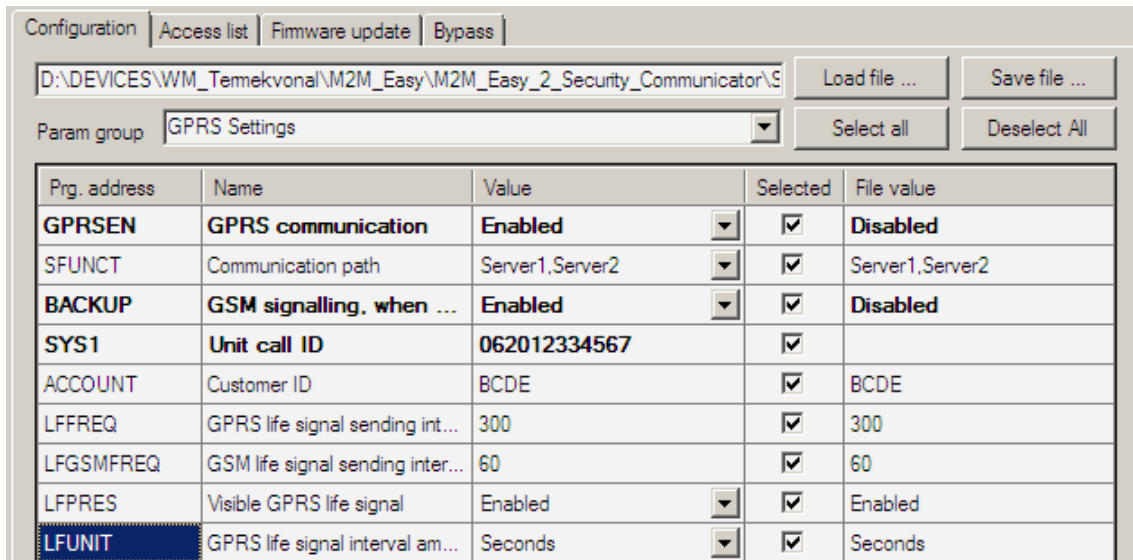 Configuration Access list Firmware update Bypass
D:\DEVICES\WM_Termekvonal\M2M_Easy\M2M_Easy_2_Security_Communicator\S Load file ... Save file ...
Param group GPRS Settings Select all Deselect All
Prg. address Name Value Selected File value
GPRSEN GPRS communication Enabled Disabled
SFUNCT Communication path Server1,Server2 Server1,Server2
BACKUP GSM signalling, when ... Enabled Disabled
SYS1 Unit call ID 062012334567
ACCOUNT Customer ID BCDE BCDE
LFFREQ GPRS life signal sending int... 300 300
LFGSMFREQ GSM life signal sending inter... 60 60
LFPRES Visible GPRS life signal Enabled Enabled
LFUNIT GPRS life signal interval am... Seconds Seconds